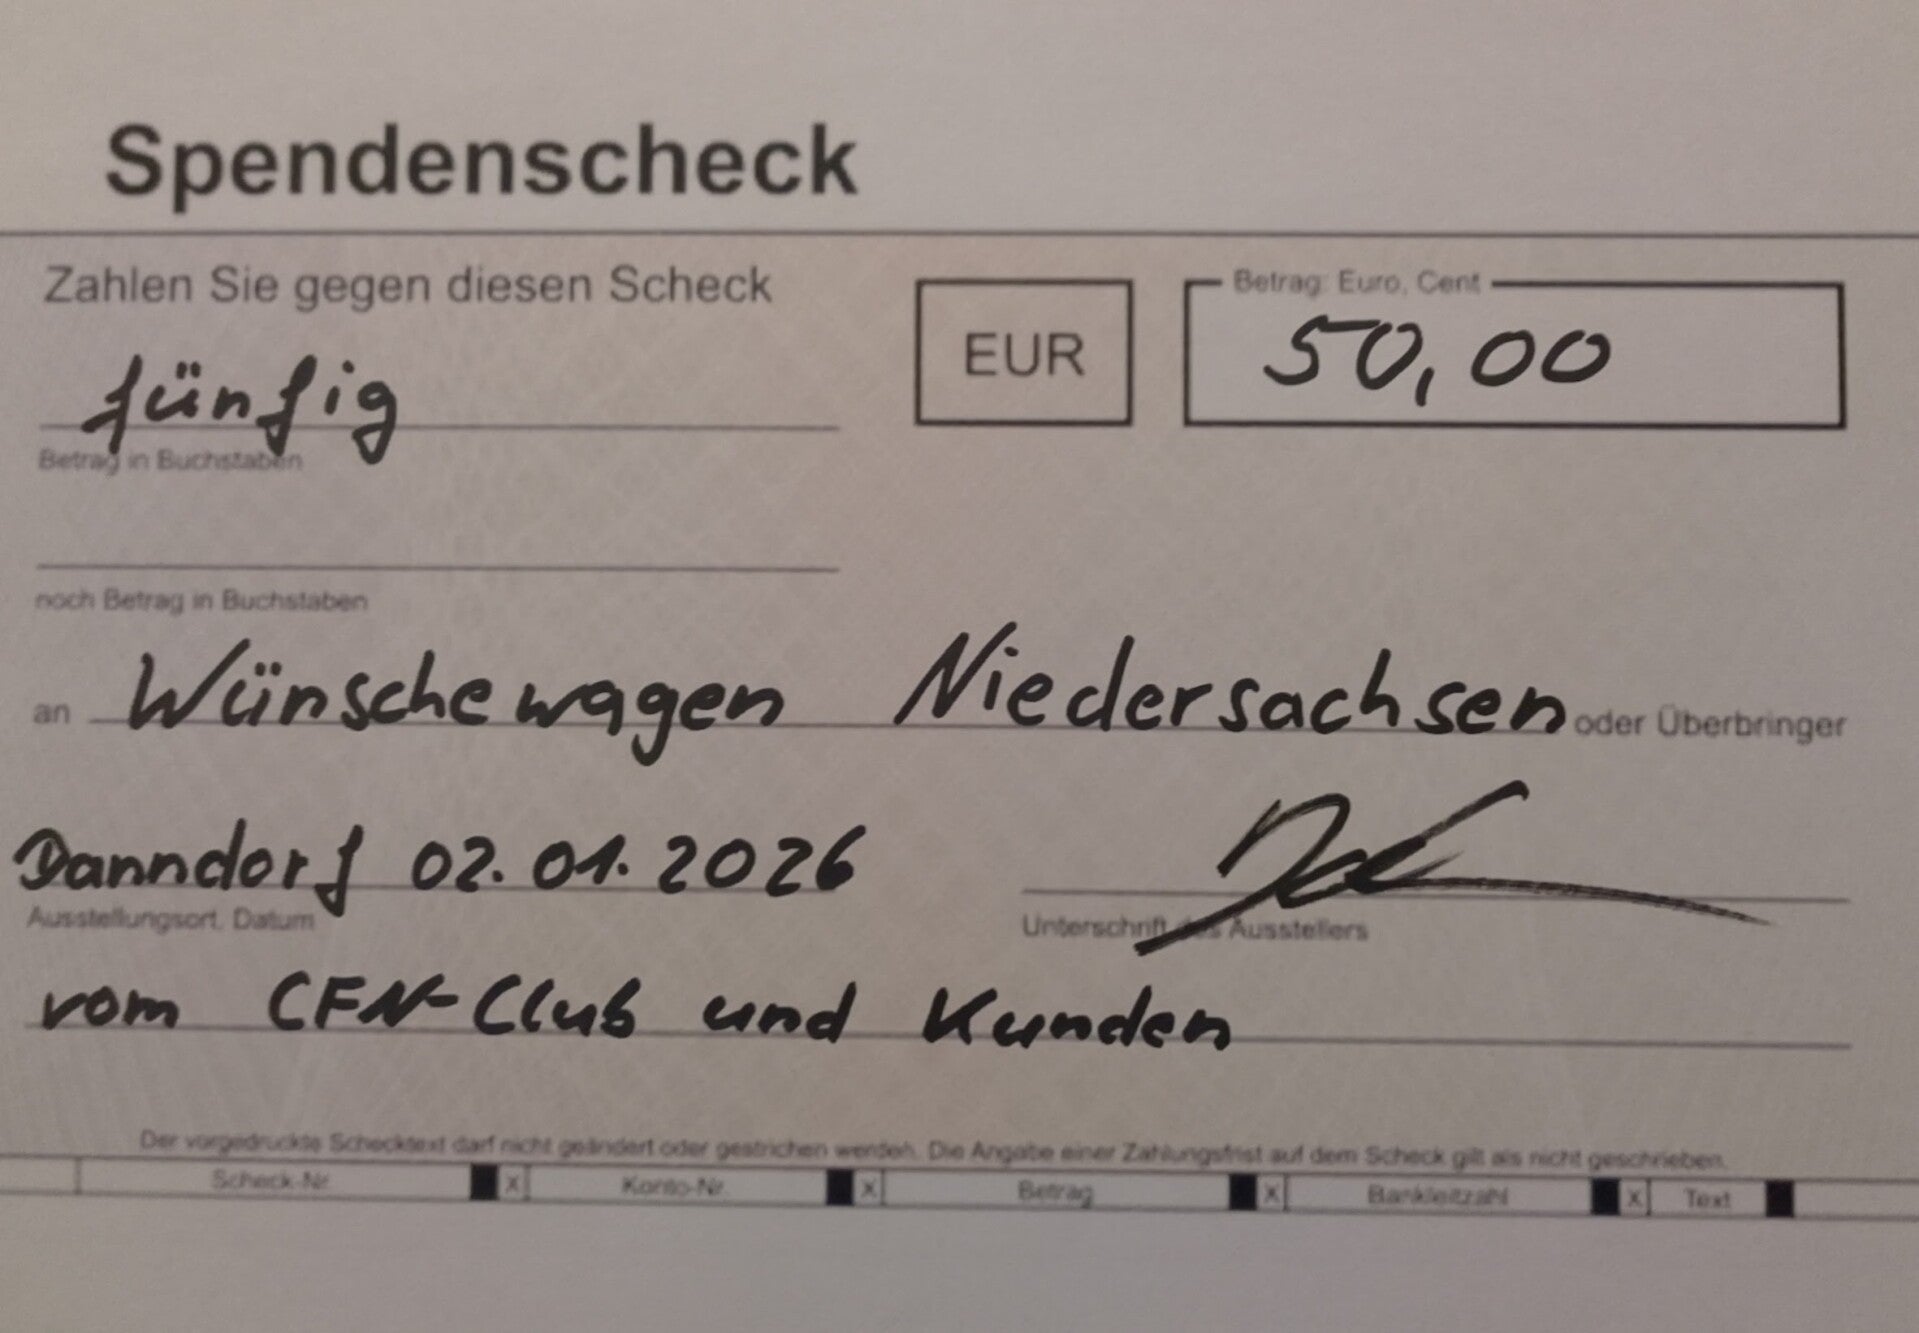 Spendenscheck
Zahlen Sie gegen diesen Scheck
EUR
Betrag: Euro, Cent
50,00
fünfig
Betrag in Buchstaben
noch Betrag in Buchstaben
an Wünschewagen Niedersachsen oder Überbringer
Danndorf 02.01.2026
Ausstellungsort, Datum
Unterschrift des Ausstellers
vom CFN-Club und Kunden
Der vorgedruckte Schecktext darf nicht geändert oder gestrichen werden. Die Angabe einer Zahlungsfrist auf dem Scheck gilt als nicht geschrieben.
Scheck-Nr. X Konto-Nr. X Betrag X Bankleitzahl X Text